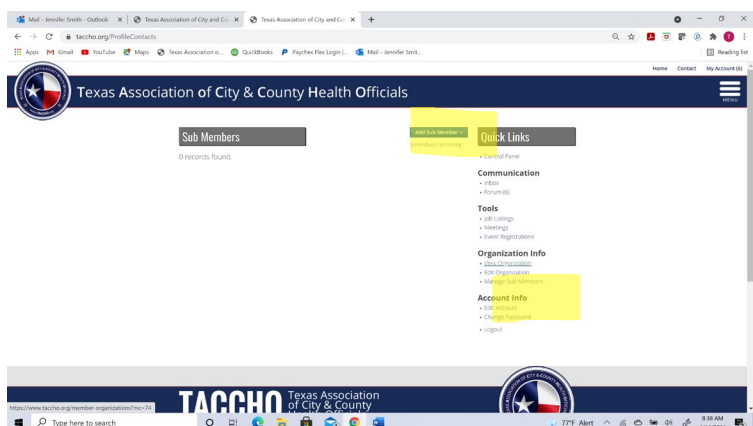 Mail - Jennifer Smith - Outlook
Texas Association of City and Co
Texas Association of City and Co
taccho.org/ProfileContacts
Apps
Gmail
YouTube
Maps
Texas Association o...
QuickBooks
Paychex Flex Login (...
Mail - Jennifer Smit...
Reading list
Home
Contact
My Account (6)
Texas Association of City & County Health Officials
MENU
Sub Members
Add Sub Member +
Quick Links
0 records found.
members remaining
• Control Panel
Communication
• Inbox
• Forum (6)
Tools
• Job Listings
• Meetings
• Event Registrations
Organization Info
• View Organization
• Edit Organization
• Manage Sub Members
Account Info
• Edit Account
• Change Password
• Logout
TACCHO
Texas Association
of City & County
https://www.taccho.org/member-organizations?mc=74
Type here to search
77°F Alert
8:38 AM